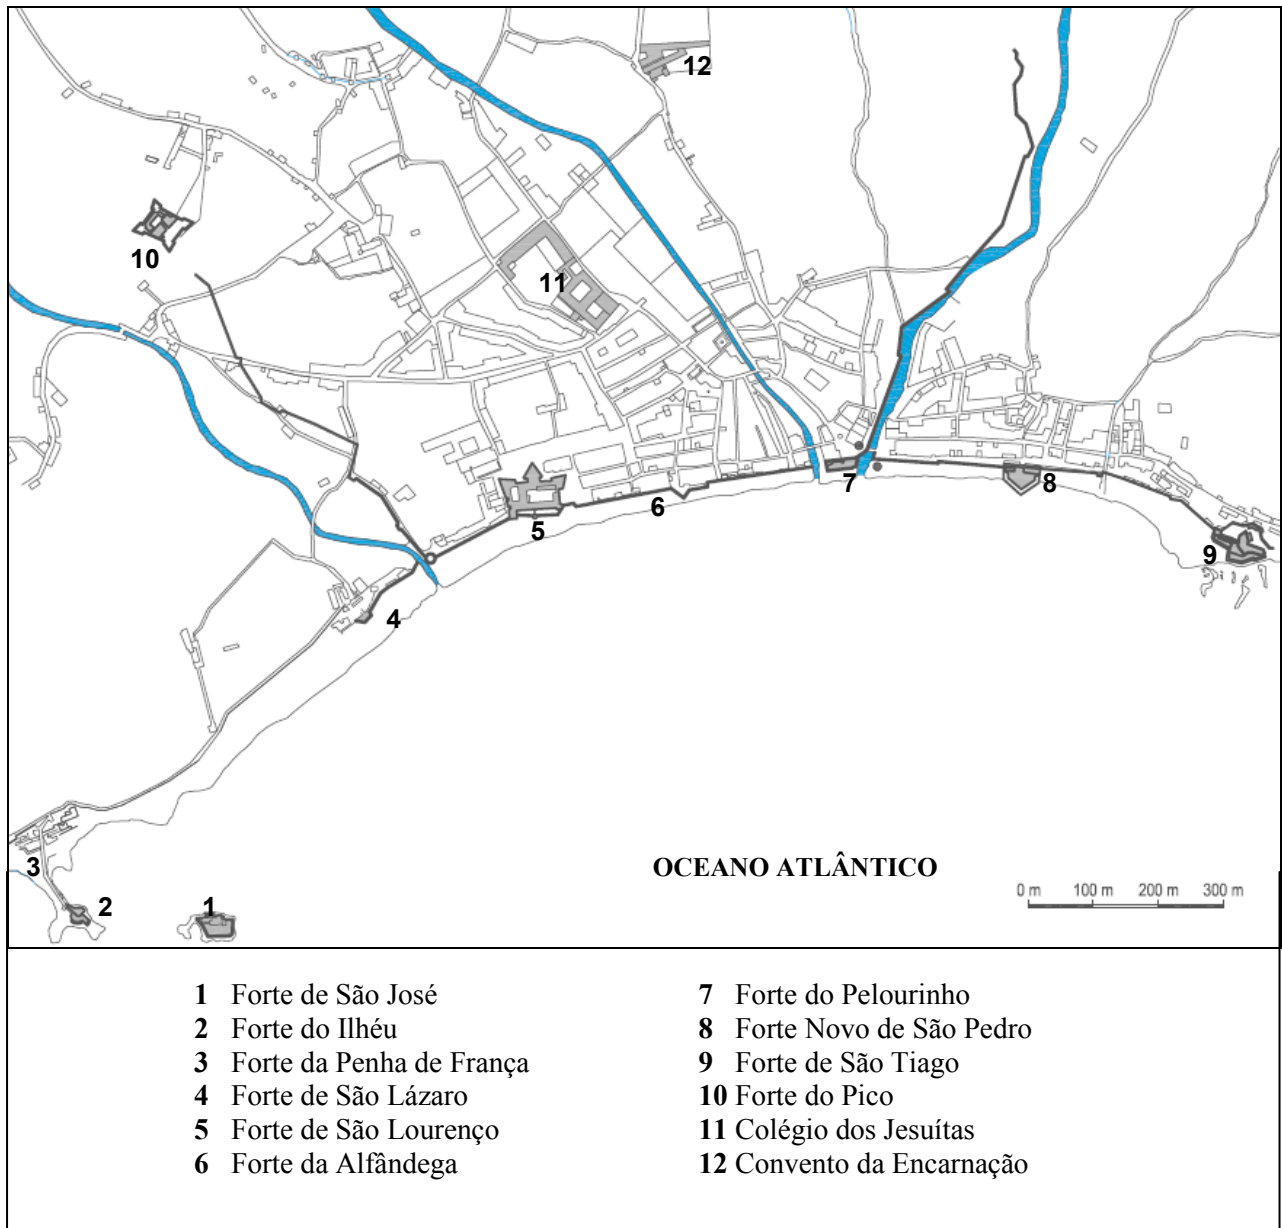 12
10
11
5
6
7
8
9
4
OCEANO ATLÂNTICO
0 m 100 m 200 m 300 m
3
2
1
1 Forte de São José
2 Forte do Ilhéu
3 Forte da Penha de França
4 Forte de São Lázaro
5 Forte de São Lourenço
6 Forte da Alfândega
7 Forte do Pelourinho
8 Forte Novo de São Pedro
9 Forte de São Tiago
10 Forte do Pico
11 Colégio dos Jesuítas
12 Convento da Encarnação